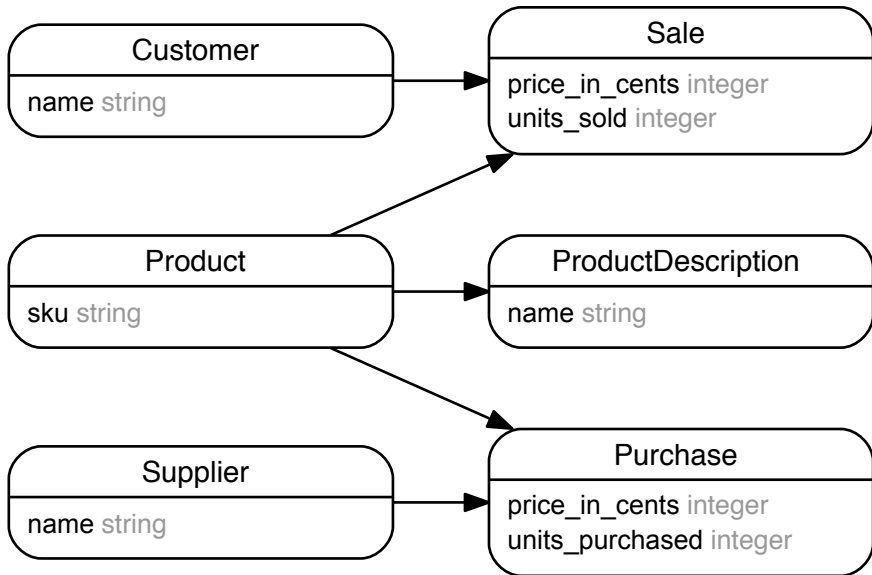 Customer
name string
Sale
price_in_cents integer
units_sold integer
Product
sku string
ProductDescription
name string
Supplier
name string
Purchase
price_in_cents integer
units_purchased integer